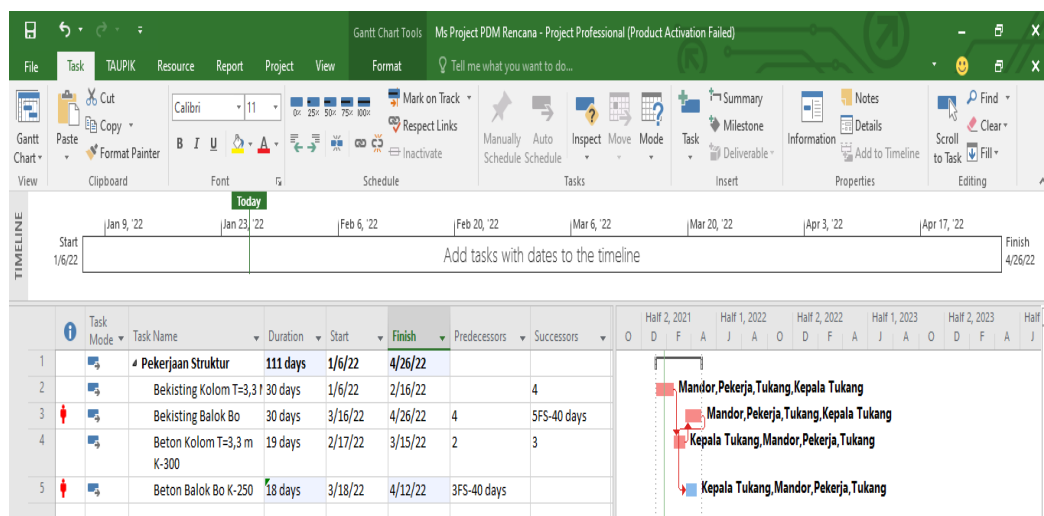 Gantt Chart Tools Ms Project PDM Rencana - Project Professional (Product Activation Failed)
File Task TAUPIK Resource Report Project View Format Tell me what you want to do...
Gantt Chart
Paste
Cut
Copy
Format Painter
Calibri 11
B I U A
0% 25% 50% 75% 100%
Mark on Track
Respect Links
Inactivate
Manually Schedule
Auto Schedule
Inspect
Move
Mode
Task
Summary
Milestone
Deliverable
Information
Notes
Details
Add to Timeline
Scroll to Task
Find
Clear
Fill
View Clipboard Font Schedule Tasks Insert Properties Editing
TIMELINE
Today
Jan 9, '22 Jan 23, '22 Feb 6, '22 Feb 20, '22 Mar 6, '22 Mar 20, '22 Apr 3, '22 Apr 17, '22
Start
1/6/22
Add tasks with dates to the timeline
Finish
4/26/22
Task Mode Task Name Duration Start Finish Predecessors Successors
Half 2, 2021 Half 1, 2022 Half 2, 2022 Half 1, 2023 Half 2, 2023 Half
O D F A J A O D F A J A O D F A J
1 Pekerjaan Struktur 111 days 1/6/22 4/26/22
2 Bekisting Kolom T=3,3 30 days 1/6/22 2/16/22 4 Mandor,Pekerja,Tukang,Kepala Tukang
3 Bekisting Balok Bo 30 days 3/16/22 4/26/22 4 5FS-40 days Mandor,Pekerja,Tukang,Kepala Tukang
4 Beton Kolom T=3,3 m K-300 19 days 2/17/22 3/15/22 2 3 Kepala Tukang,Mandor,Pekerja,Tukang
5 Beton Balok Bo K-250 18 days 3/18/22 4/12/22 3FS-40 days Kepala Tukang,Mandor,Pekerja,Tukang